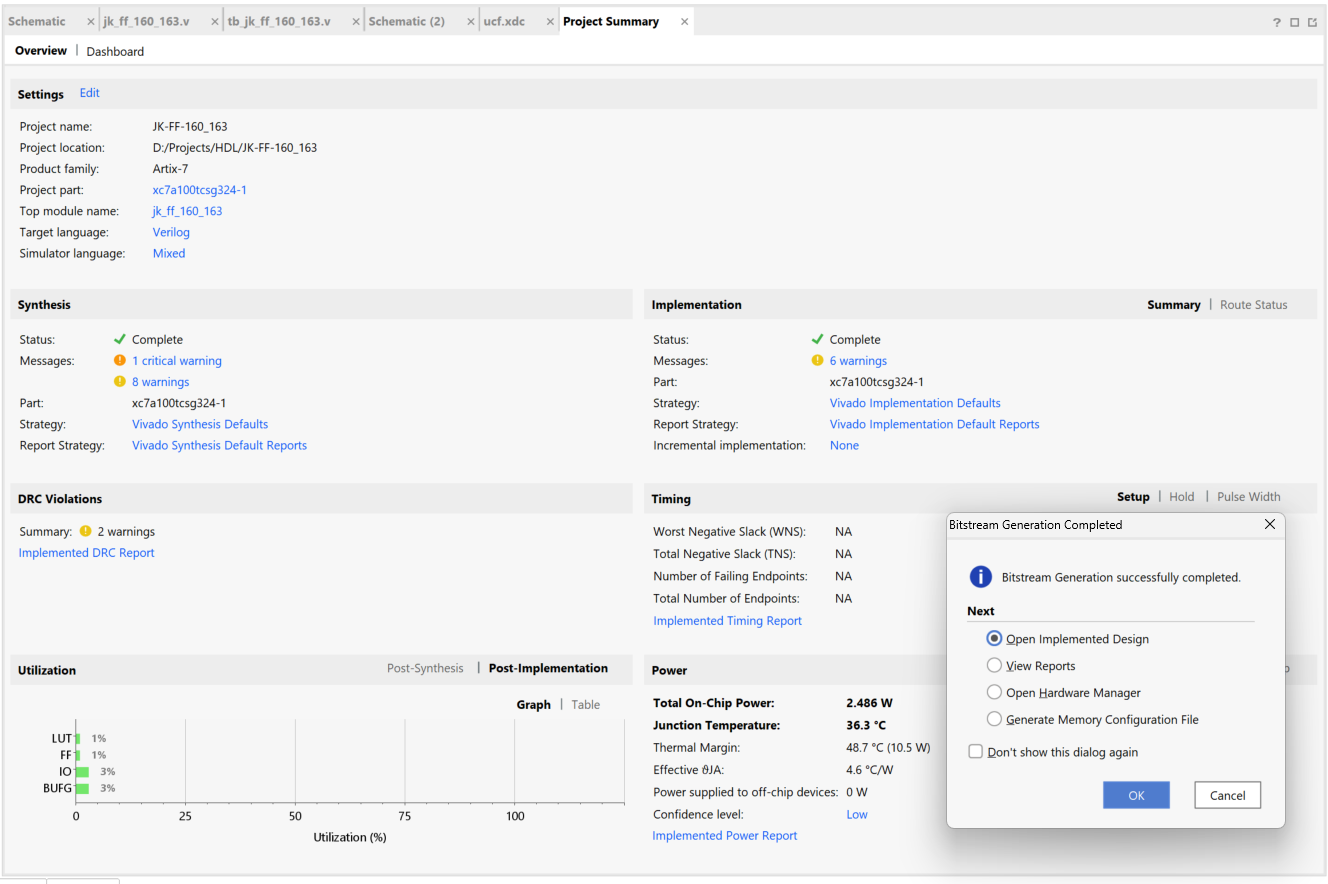 Schematic × jk_ff_160_163.v × tb_jk_ff_160_163.v × Schematic (2) × ucf.xdc × Project Summary ×
?
Overview | Dashboard
Settings Edit
Project name: JK-FF-160_163
Project location: D:/Projects/HDL/JK-FF-160_163
Product family: Artix-7
Project part: xc7a100tcsg324-1
Top module name: jk_ff_160_163
Target language: Verilog
Simulator language: Mixed
Synthesis
Status: Complete
Messages: 1 critical warning
8 warnings
Part: xc7a100tcsg324-1
Strategy: Vivado Synthesis Defaults
Report Strategy: Vivado Synthesis Default Reports
Implementation Summary | Route Status
Status: Complete
Messages: 6 warnings
Part: xc7a100tcsg324-1
Strategy: Vivado Implementation Defaults
Report Strategy: Vivado Implementation Default Reports
Incremental implementation: None
DRC Violations
Summary: 2 warnings
Implemented DRC Report
Timing Setup | Hold | Pulse Width
Worst Negative Slack (WNS): NA
Total Negative Slack (TNS): NA
Number of Failing Endpoints: NA
Total Number of Endpoints: NA
Implemented Timing Report
Utilization Post-Synthesis | Post-Implementation
Graph | Table
LUT 1%
FF 1%
IO 3%
BUFG 3%
0 25 50 75 100
Utilization (%)
Power
Total On-Chip Power: 2.486 W
Junction Temperature: 36.3 °C
Thermal Margin: 48.7 °C (10.5 W)
Effective θJA: 4.6 °C/W
Power supplied to off-chip devices: 0 W
Confidence level: Low
Implemented Power Report
Bitstream Generation Completed
Bitstream Generation successfully completed.
Next
Open Implemented Design
View Reports
Open Hardware Manager
Generate Memory Configuration File
Don't show this dialog again
OK Cancel